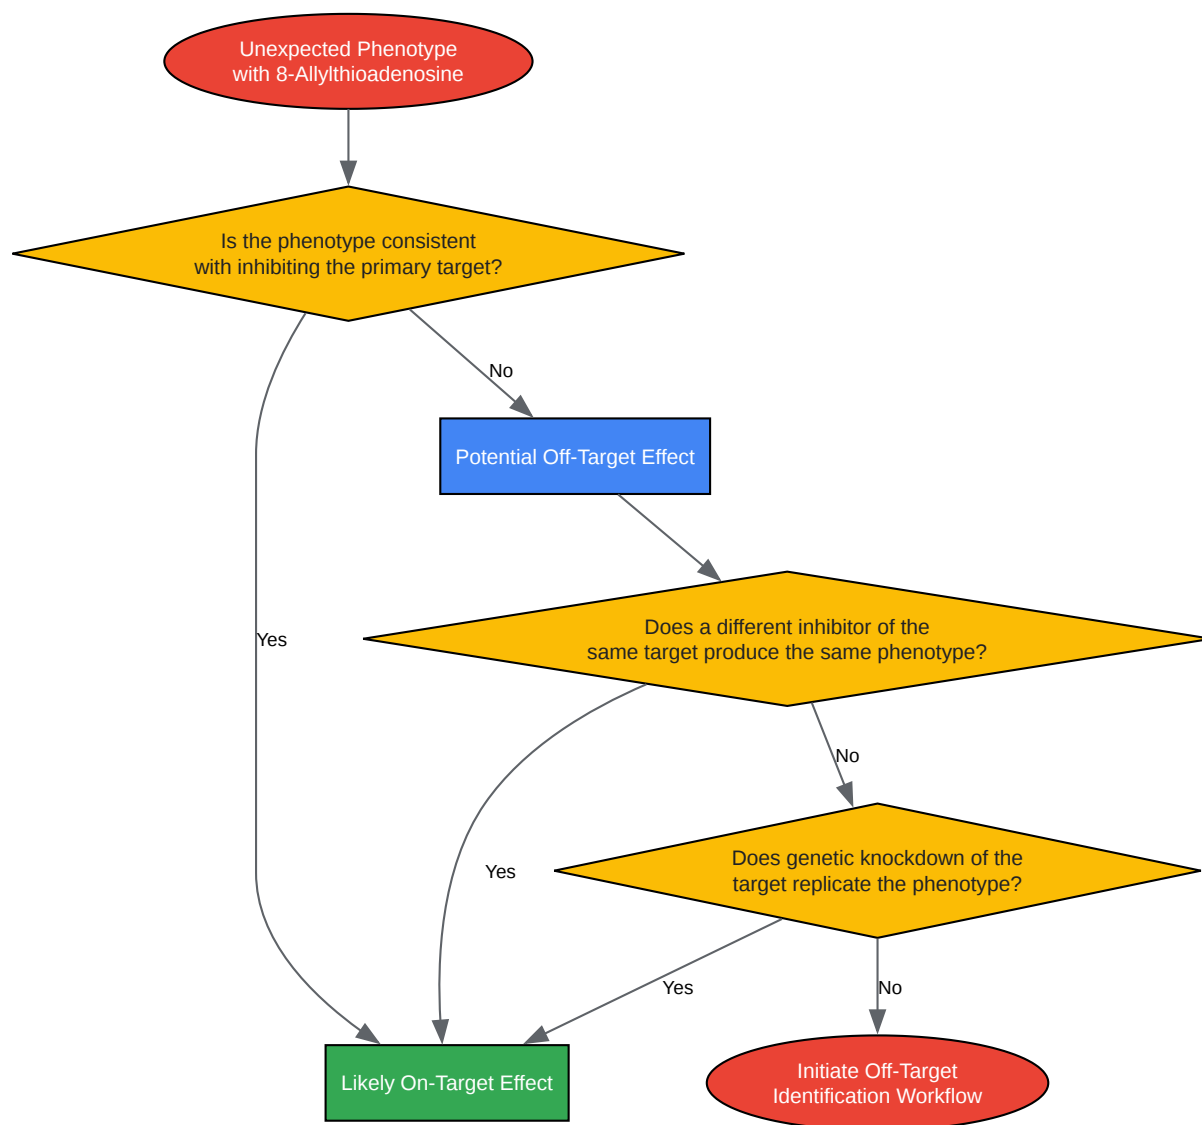 Unexpected Phenotype
with 8-Allylthioadenosine
Is the phenotype consistent
with inhibiting the primary target?
No
Potential Off-Target Effect
Yes
Does a different inhibitor of the
same target produce the same phenotype?
No
Yes
Does genetic knockdown of the
target replicate the phenotype?
Yes
No
Likely On-Target Effect
Initiate Off-Target
Identification Workflow